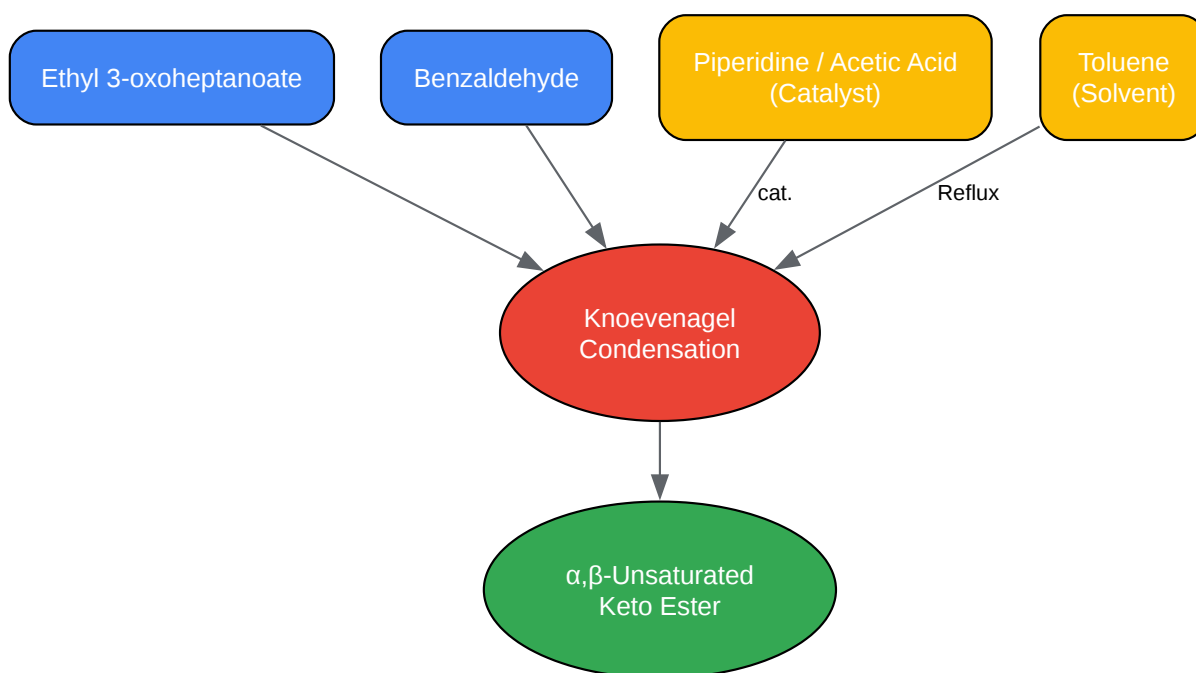 Ethyl 3-oxoheptanoate
Benzaldehyde
Piperidine / Acetic Acid
(Catalyst)
Toluene
(Solvent)
cat.
Reflux
Knoevenagel
Condensation
α,β-Unsaturated
Keto Ester